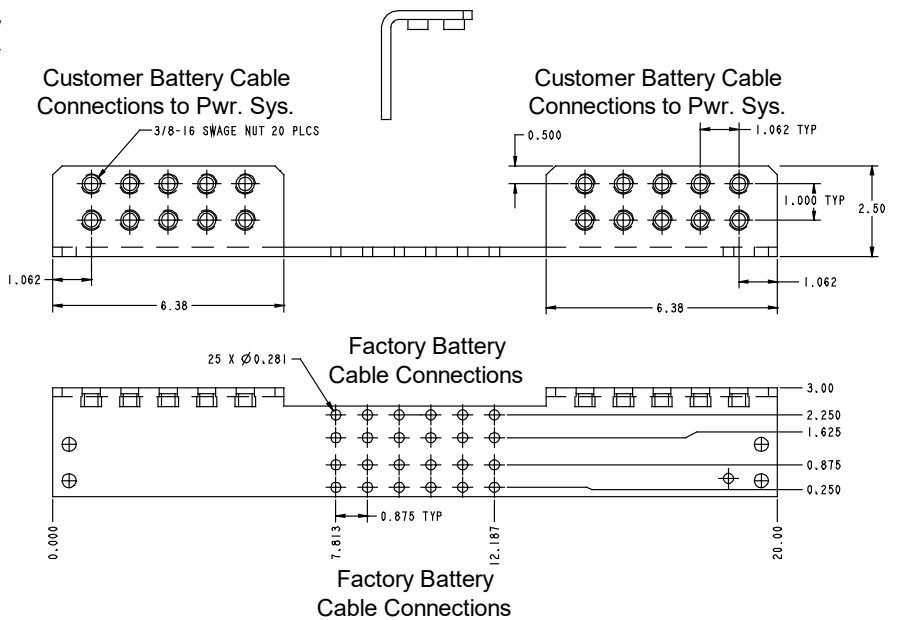 Customer Battery Cable
Connections to Pwr. Sys.
Customer Battery Cable
Connections to Pwr. Sys.
3/8-16 SWAGE NUT 20 PLCS
0.500
1.062 TYP
1.000 TYP
2.50
1.062
1.062
6.38
6.38
Factory Battery
Cable Connections
25 X Ø0.281
3.00
2.250
1.625
0.875
0.250
0.875 TYP
0.000
7.813
12.187
20.00
Factory Battery
Cable Connections